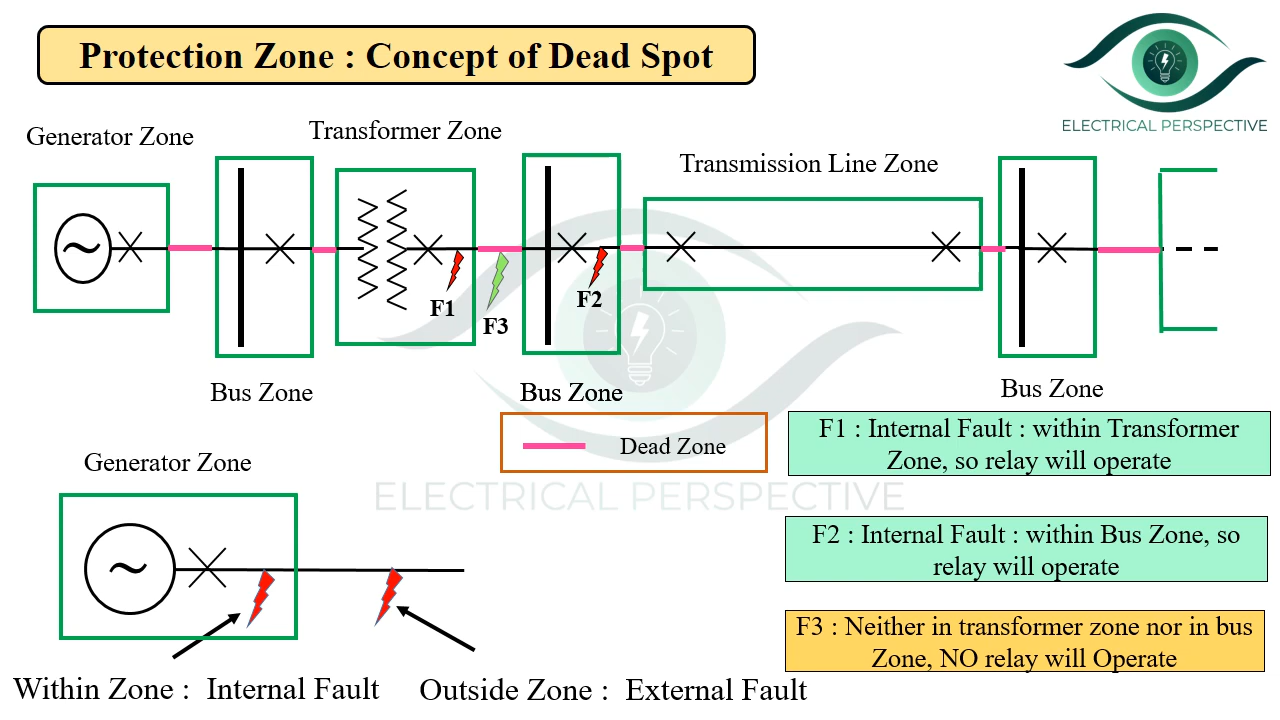 Protection Zone : Concept of Dead Spot
ELECTRICAL PERSPECTIVE
Generator Zone
Transformer Zone
Transmission Line Zone
F1
F3
F2
Bus Zone
Bus Zone
Bus Zone
Dead Zone
F1 : Internal Fault : within Transformer
Zone, so relay will operate
Generator Zone
ELECTRICAL PERSPECTIVE
F2 : Internal Fault : within Bus Zone, so
relay will operate
F3 : Neither in transformer zone nor in bus
Zone, NO relay will Operate
Within Zone : Internal Fault
Outside Zone : External Fault